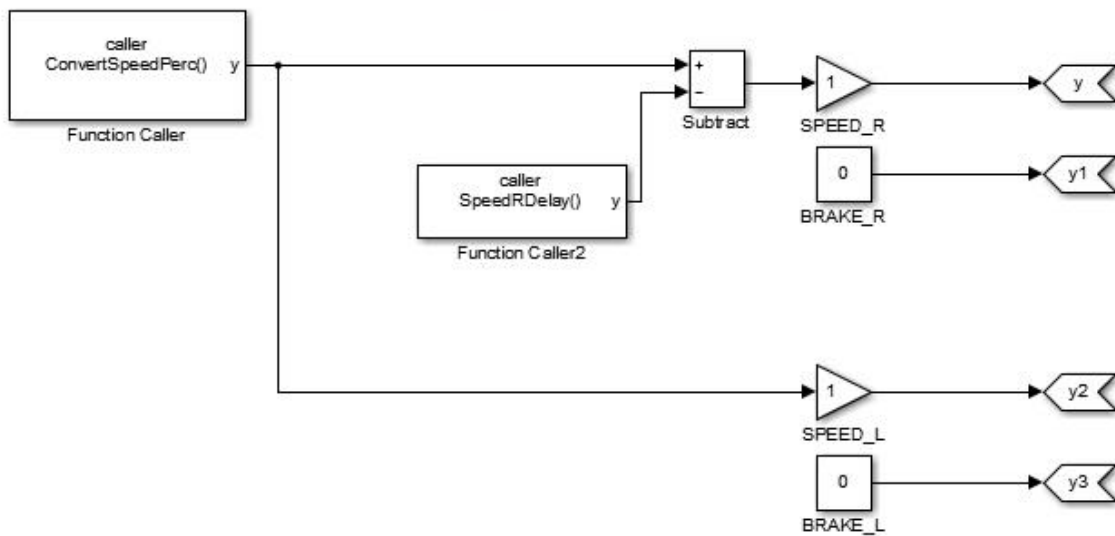 caller
ConvertSpeedPerc()
y
Function Caller
+
−
Subtract
1
SPEED_R
y
caller
SpeedRDelay()
y
Function Caller2
0
BRAKE_R
y1
1
SPEED_L
y2
0
BRAKE_L
y3